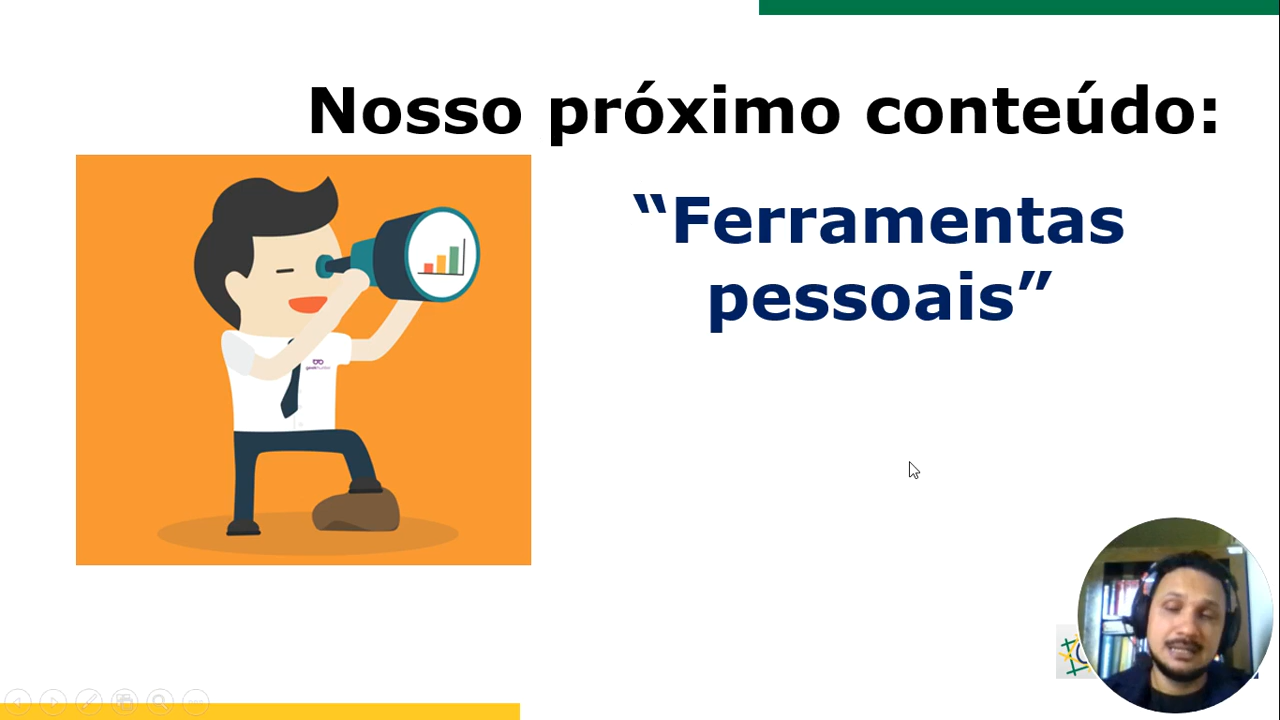 Nosso próximo conteúdo:
“Ferramentas
pessoais”